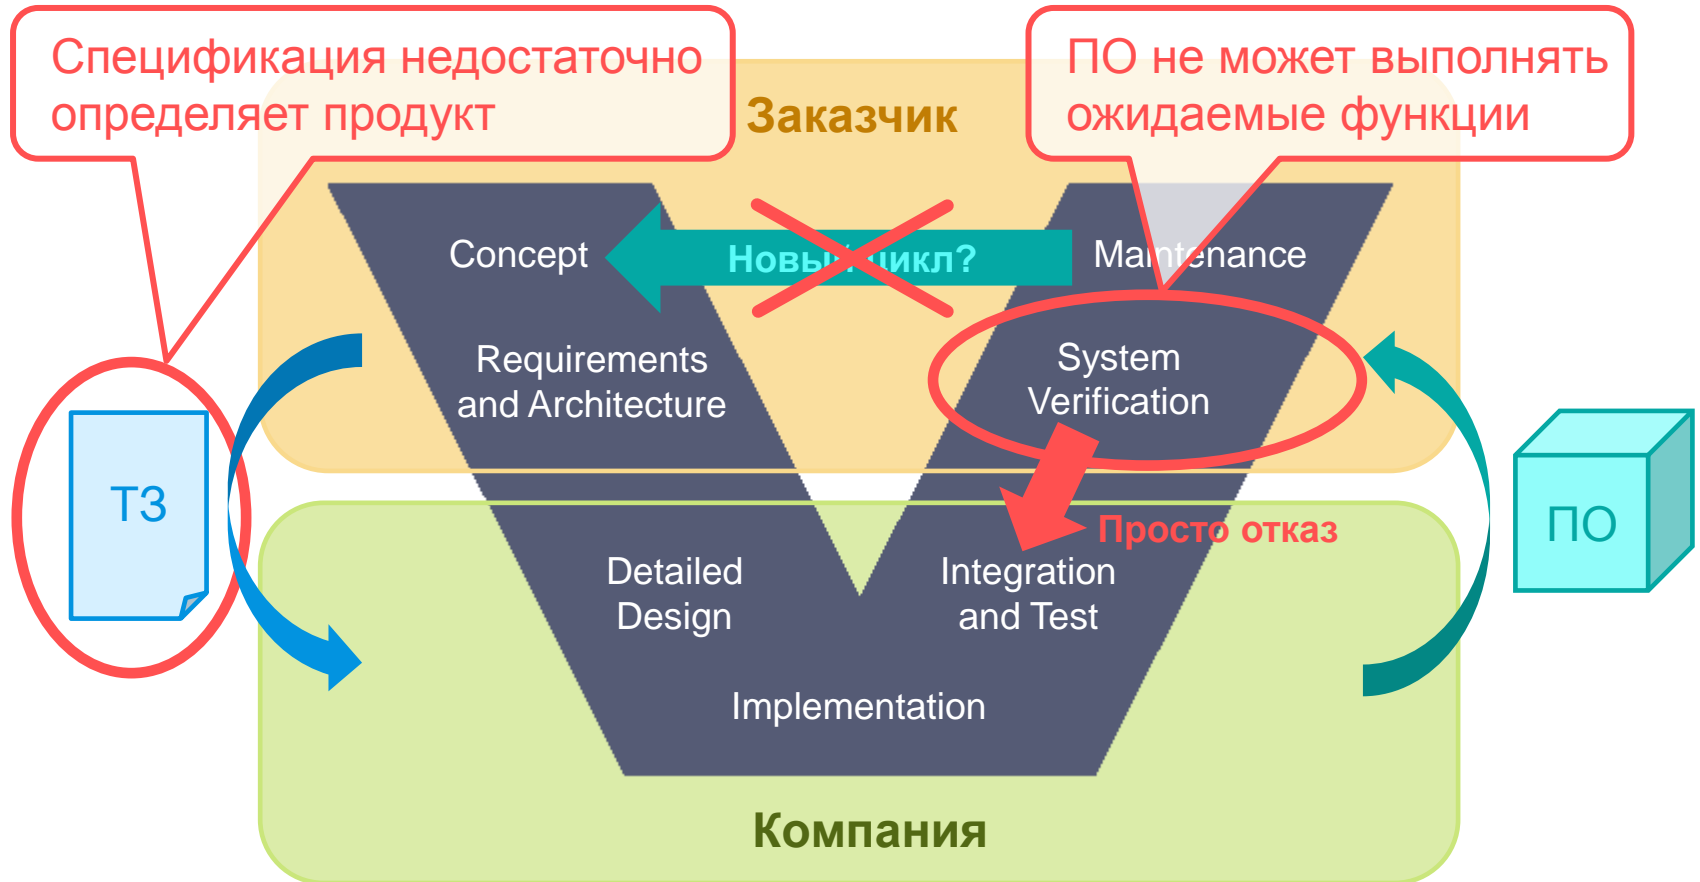 Спецификация недостаточно
определяет продукт
ПО не может выполнять
ожидаемые функции
Заказчик
Concept
Новый цикл?
Maintenance
Requirements
and Architecture
System
Verification
ТЗ
ПО
Просто отказ
Detailed
Design
Integration
and Test
Implementation
Компания